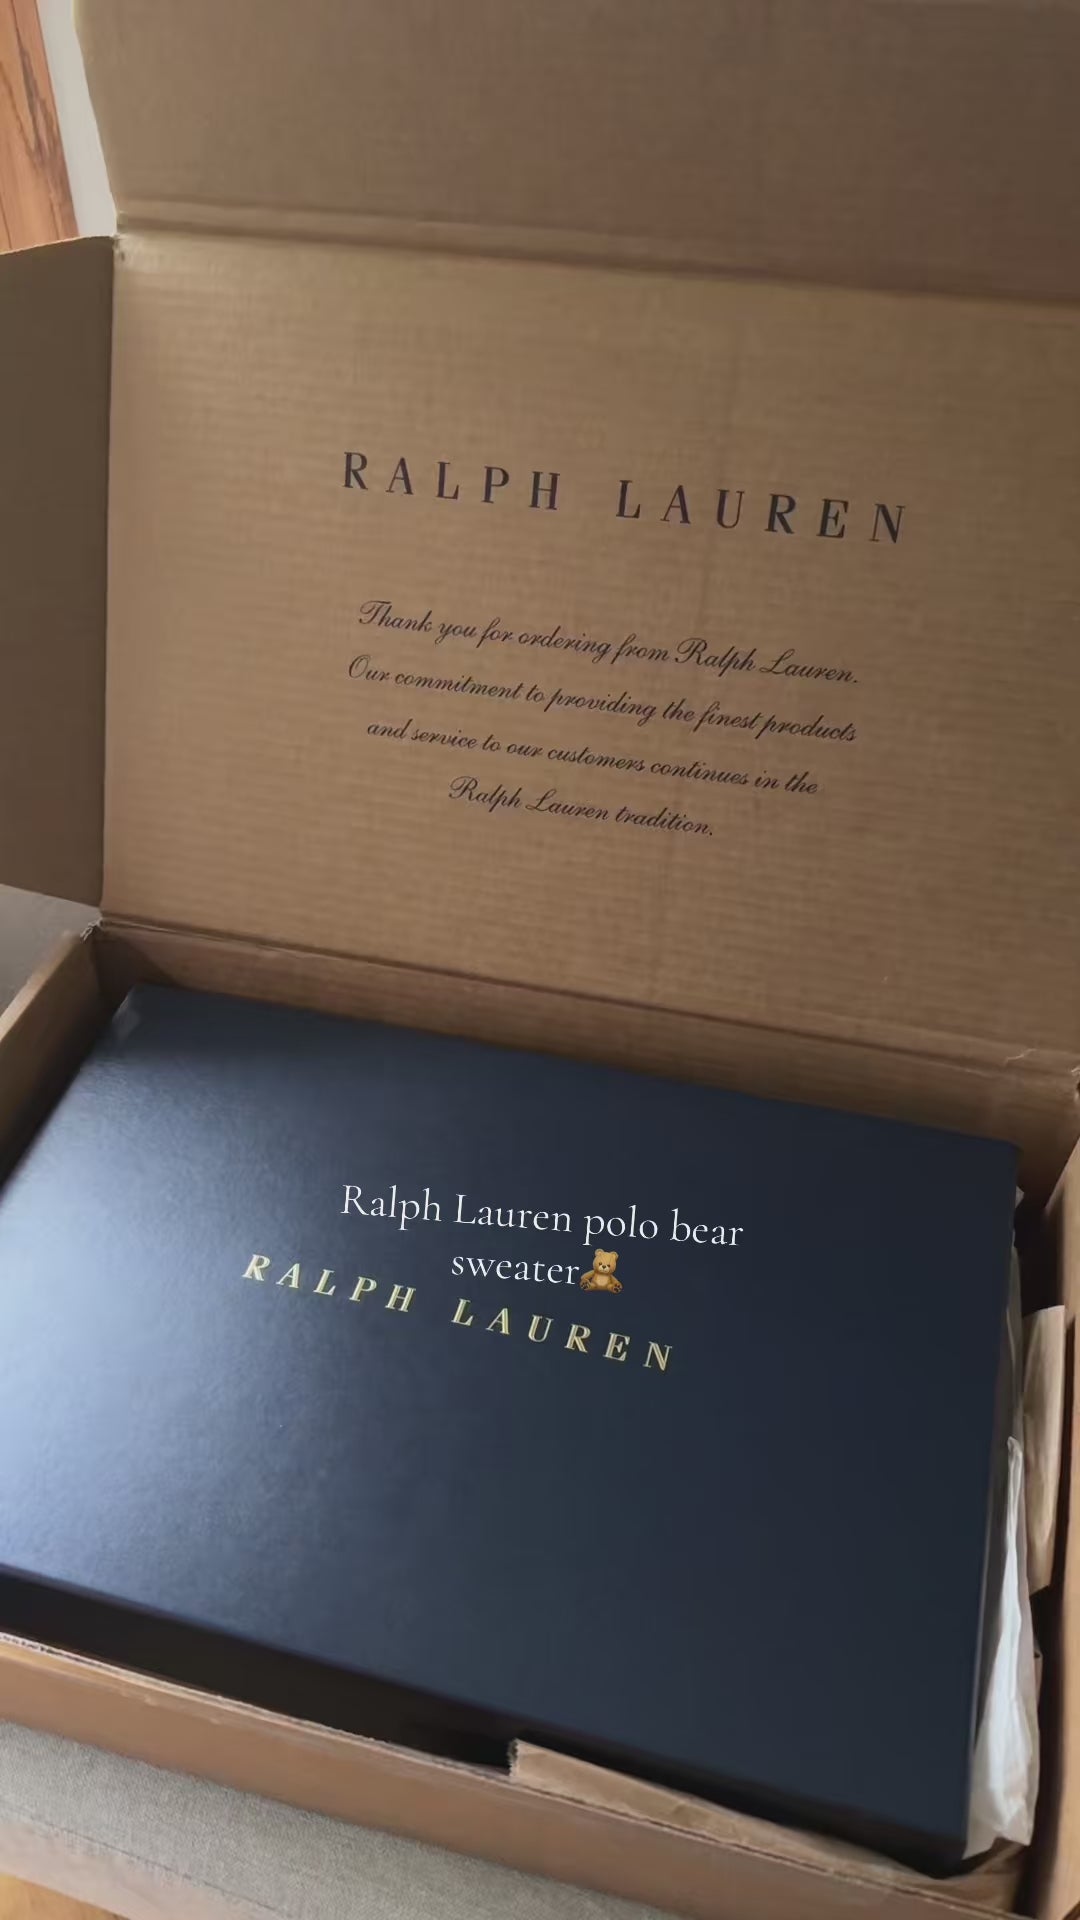 RALPH LAUREN
Thank you for ordering from Ralph Lauren.
Our commitment to providing the finest products
and service to our customers continues in the
Ralph Lauren tradition.
Ralph Lauren polo bear
sweater🧸
RALPH LAUREN